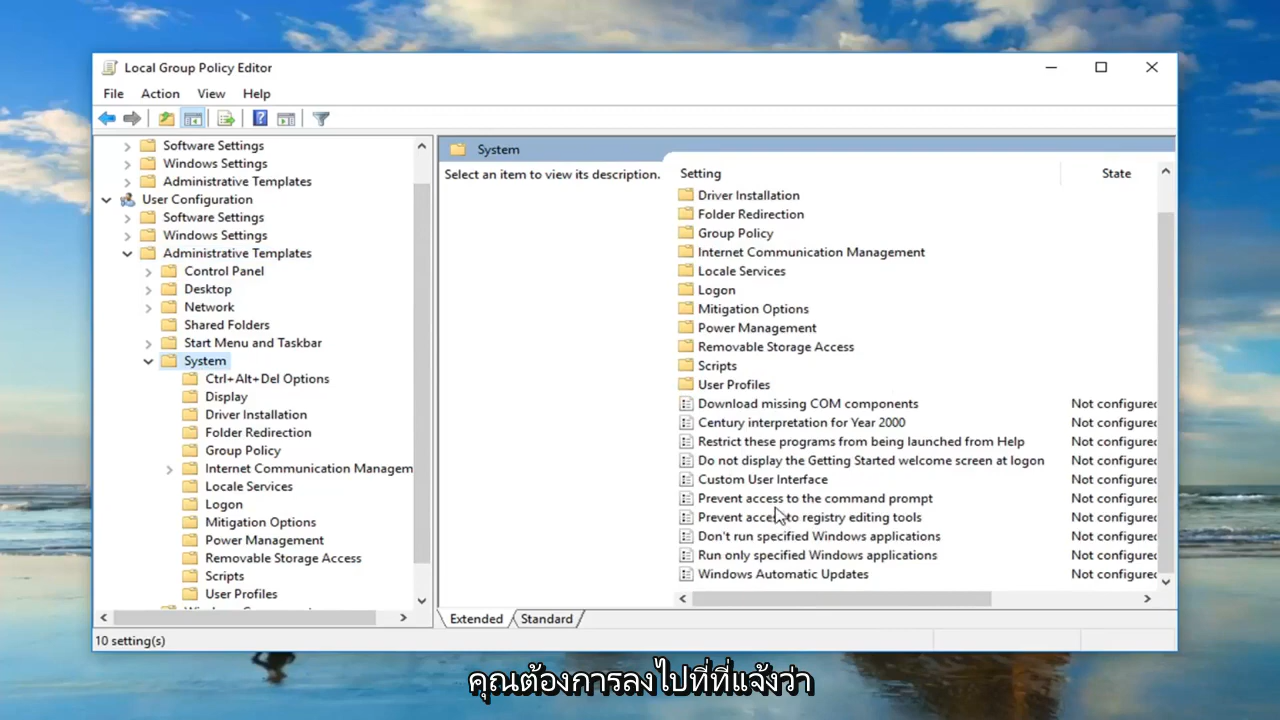 Local Group Policy Editor
File Action View Help
Software Settings
Windows Settings
Administrative Templates
User Configuration
Software Settings
Windows Settings
Administrative Templates
Control Panel
Desktop
Network
Shared Folders
Start Menu and Taskbar
System
Ctrl+Alt+Del Options
Display
Driver Installation
Folder Redirection
Group Policy
Internet Communication Managem
Locale Services
Logon
Mitigation Options
Power Management
Removable Storage Access
Scripts
User Profiles
System
Select an item to view its description.
Setting State
Driver Installation
Folder Redirection
Group Policy
Internet Communication Management
Locale Services
Logon
Mitigation Options
Power Management
Removable Storage Access
Scripts
User Profiles
Download missing COM components Not configured
Century interpretation for Year 2000 Not configured
Restrict these programs from being launched from Help Not configured
Do not display the Getting Started welcome screen at logon Not configured
Custom User Interface Not configured
Prevent access to the command prompt Not configured
Prevent access to registry editing tools Not configured
Don't run specified Windows applications Not configured
Run only specified Windows applications Not configured
Windows Automatic Updates Not configured
Extended Standard
10 setting(s)
คุณต้องการลงไปที่ที่แจ้งว่า